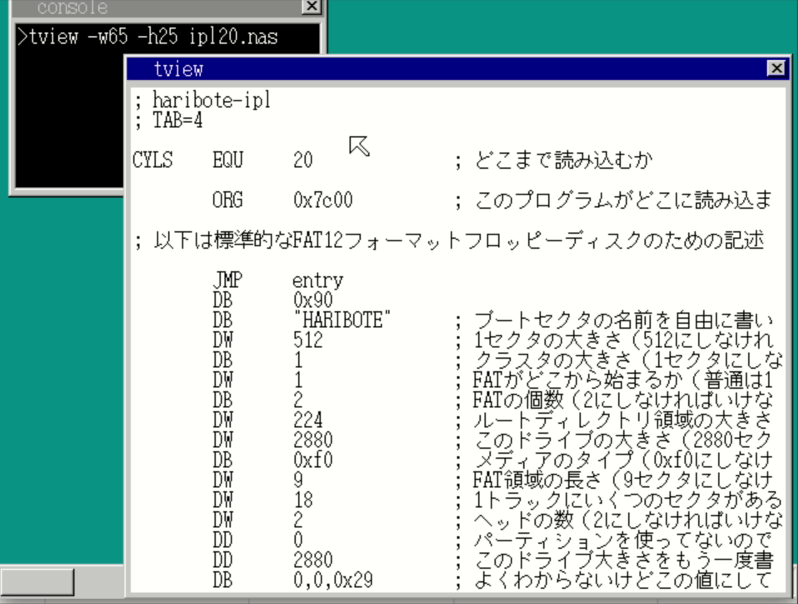 console
>tview -w65 -h25 ipl20.nas
tview
; haribote-ipl
; TAB=4
CYLS EQU 20 ; どこまで読み込むか
ORG 0x7c00 ; このプログラムがどこに読み込ま
; 以下は標準的なFAT12フォーマットフロッピーディスクのための記述
JMP entry
DB 0x90
DB "HARIBOTE" ; ブートセクタの名前を自由に書い
DW 512 ; 1セクタの大きさ(512にしなけれ
DB 1 ; クラスタの大きさ(1セクタにしな
DW 1 ; FATがどこから始まるか(普通は1
DB 2 ; FATの個数(2にしなければいけな
DW 224 ; ルートディレクトリ領域の大きさ
DW 2880 ; このドライブの大きさ(2880セク
DB 0xf0 ; メディアのタイプ(0xf0にしなけ
DW 9 ; FAT領域の長さ(9セクタにしなけ
DW 18 ; 1トラックにいくつのセクタがある
DW 2 ; ヘッドの数(2にしなければいけな
DD 0 ; パーティションを使ってないので
DD 2880 ; このドライブ大きさをもう一度書
DB 0,0,0x29 ; よくわからないけどこの値にして